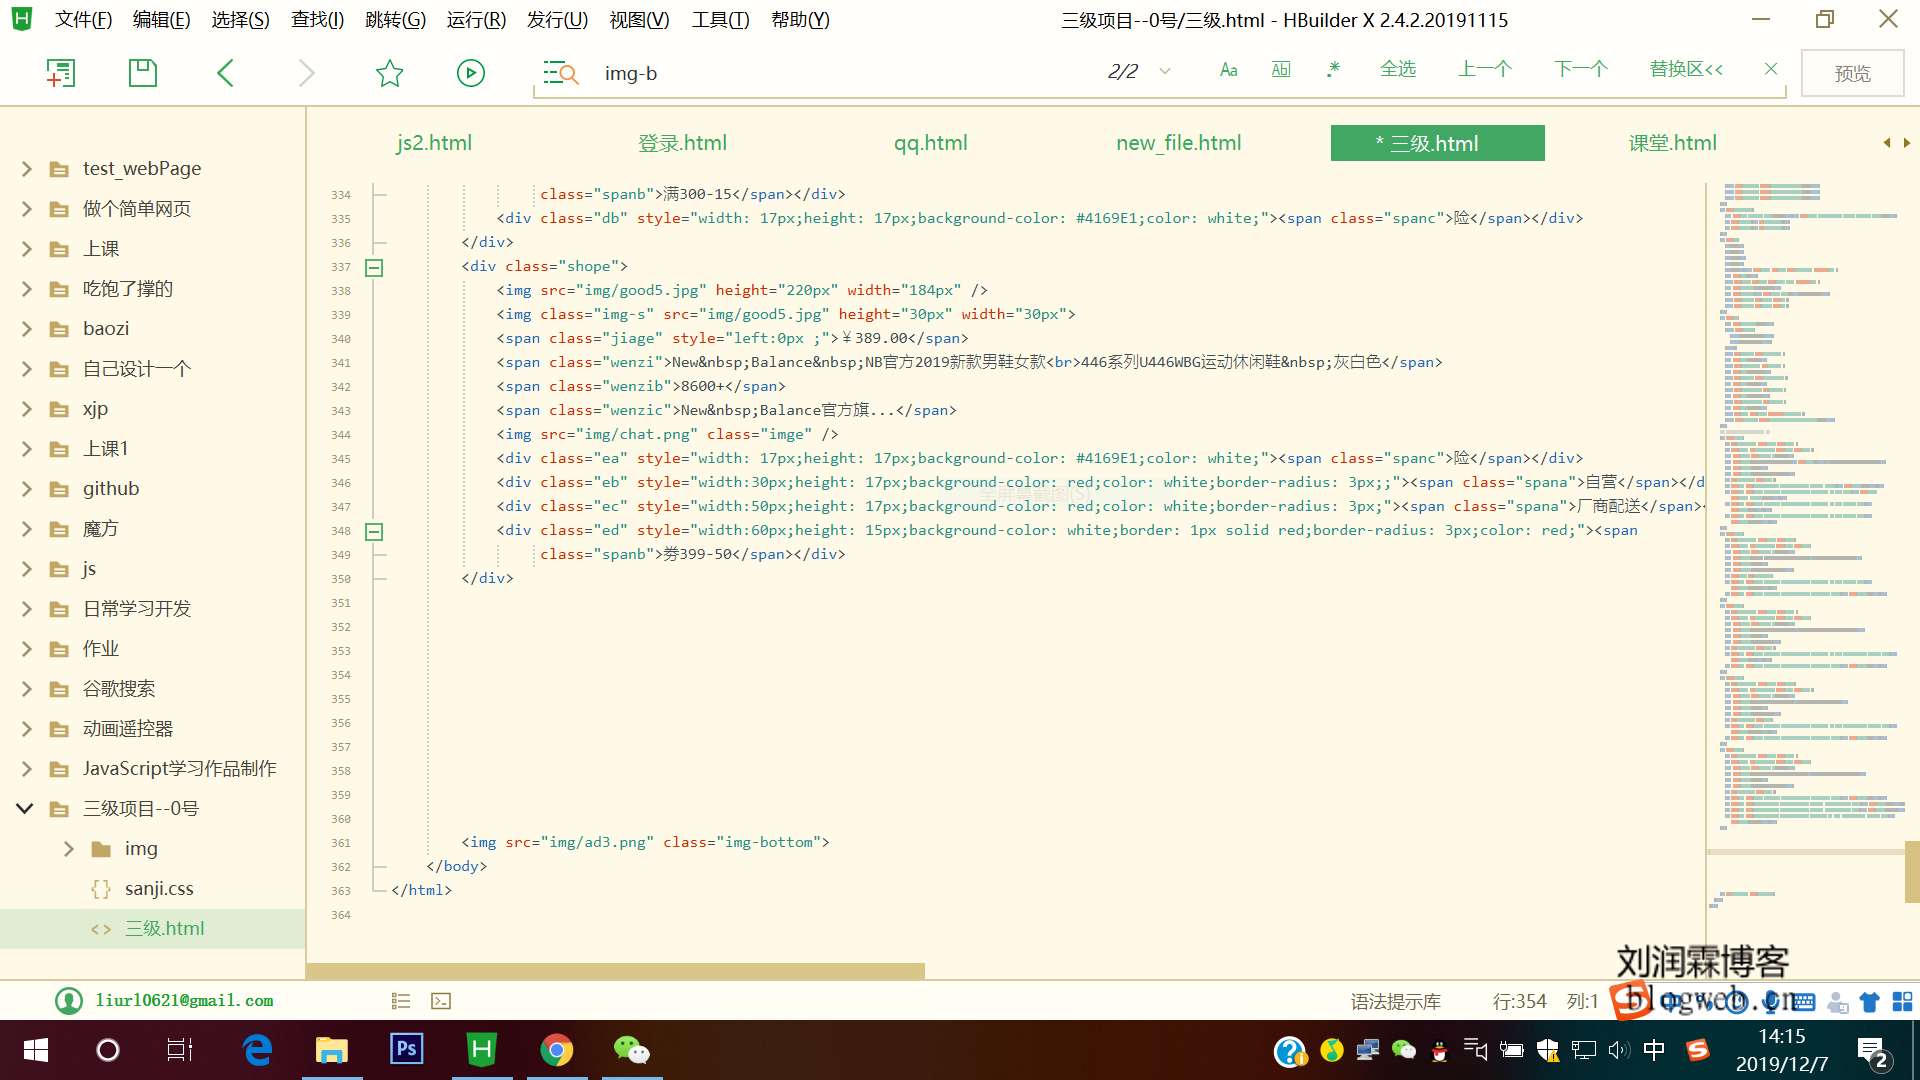 文件(F) 编辑(E) 选择(S) 查找(I) 跳转(G) 运行(R) 发行(U) 视图(V) 工具(T) 帮助(Y) 三级项目--0号/三级.html - HBuilder X 2.4.2.20191115
img-b 2/2 Aa Ab .* 全选 上一个 下一个 替换区<< 预览
js2.html 登录.html qq.html new_file.html * 三级.html 课堂.html
test_webPage
做个简单网页
上课
吃饱了撑的
baozi
自己设计一个
xjp
上课1
github
魔方
js
日常学习开发
作业
谷歌搜索
动画遥控器
JavaScript学习作品制作
三级项目--0号
img
sanji.css
三级.html
334 class="spanb">满300-15</span></div>
335 <div class="db" style="width: 17px;height: 17px;background-color: #4169E1;color: white;"><span class="spanc">险</span></div>
336 </div>
337 <div class="shope">
338 <img src="img/good5.jpg" height="220px" width="184px" />
339 <img class="img-s" src="img/good5.jpg" height="30px" width="30px">
340 <span class="jiage" style="left:0px ;">￥389.00</span>
341 <span class="wenzi">New&nbsp;Balance&nbsp;NB官方2019新款男鞋女款<br>446系列U446WBG运动休闲鞋&nbsp;灰白色</span>
342 <span class="wenzib">8600+</span>
343 <span class="wenzic">New&nbsp;Balance官方旗...</span>
344 <img src="img/chat.png" class="imge" />
345 <div class="ea" style="width: 17px;height: 17px;background-color: #4169E1;color: white;"><span class="spanc">险</span></div>
346 <div class="eb" style="width:30px;height: 17px;background-color: red;color: white;border-radius: 3px;;"><span class="spana">自营</span></d
347 <div class="ec" style="width:50px;height: 17px;background-color: red;color: white;border-radius: 3px;"><span class="spana">厂商配送</span><
348 <div class="ed" style="width:60px;height: 15px;background-color: white;border: 1px solid red;border-radius: 3px;color: red;"><span
349 class="spanb">券399-50</span></div>
350 </div>
351
352
353
354
355
356
357
358
359
360
361 <img src="img/ad3.png" class="img-bottom">
362 </body>
363 </html>
364
刘润霖博客
blogweb.cn
liurl0621@gmail.com 语法提示库 行:354 列:1
Ps
中
14:15
2019/12/7
2